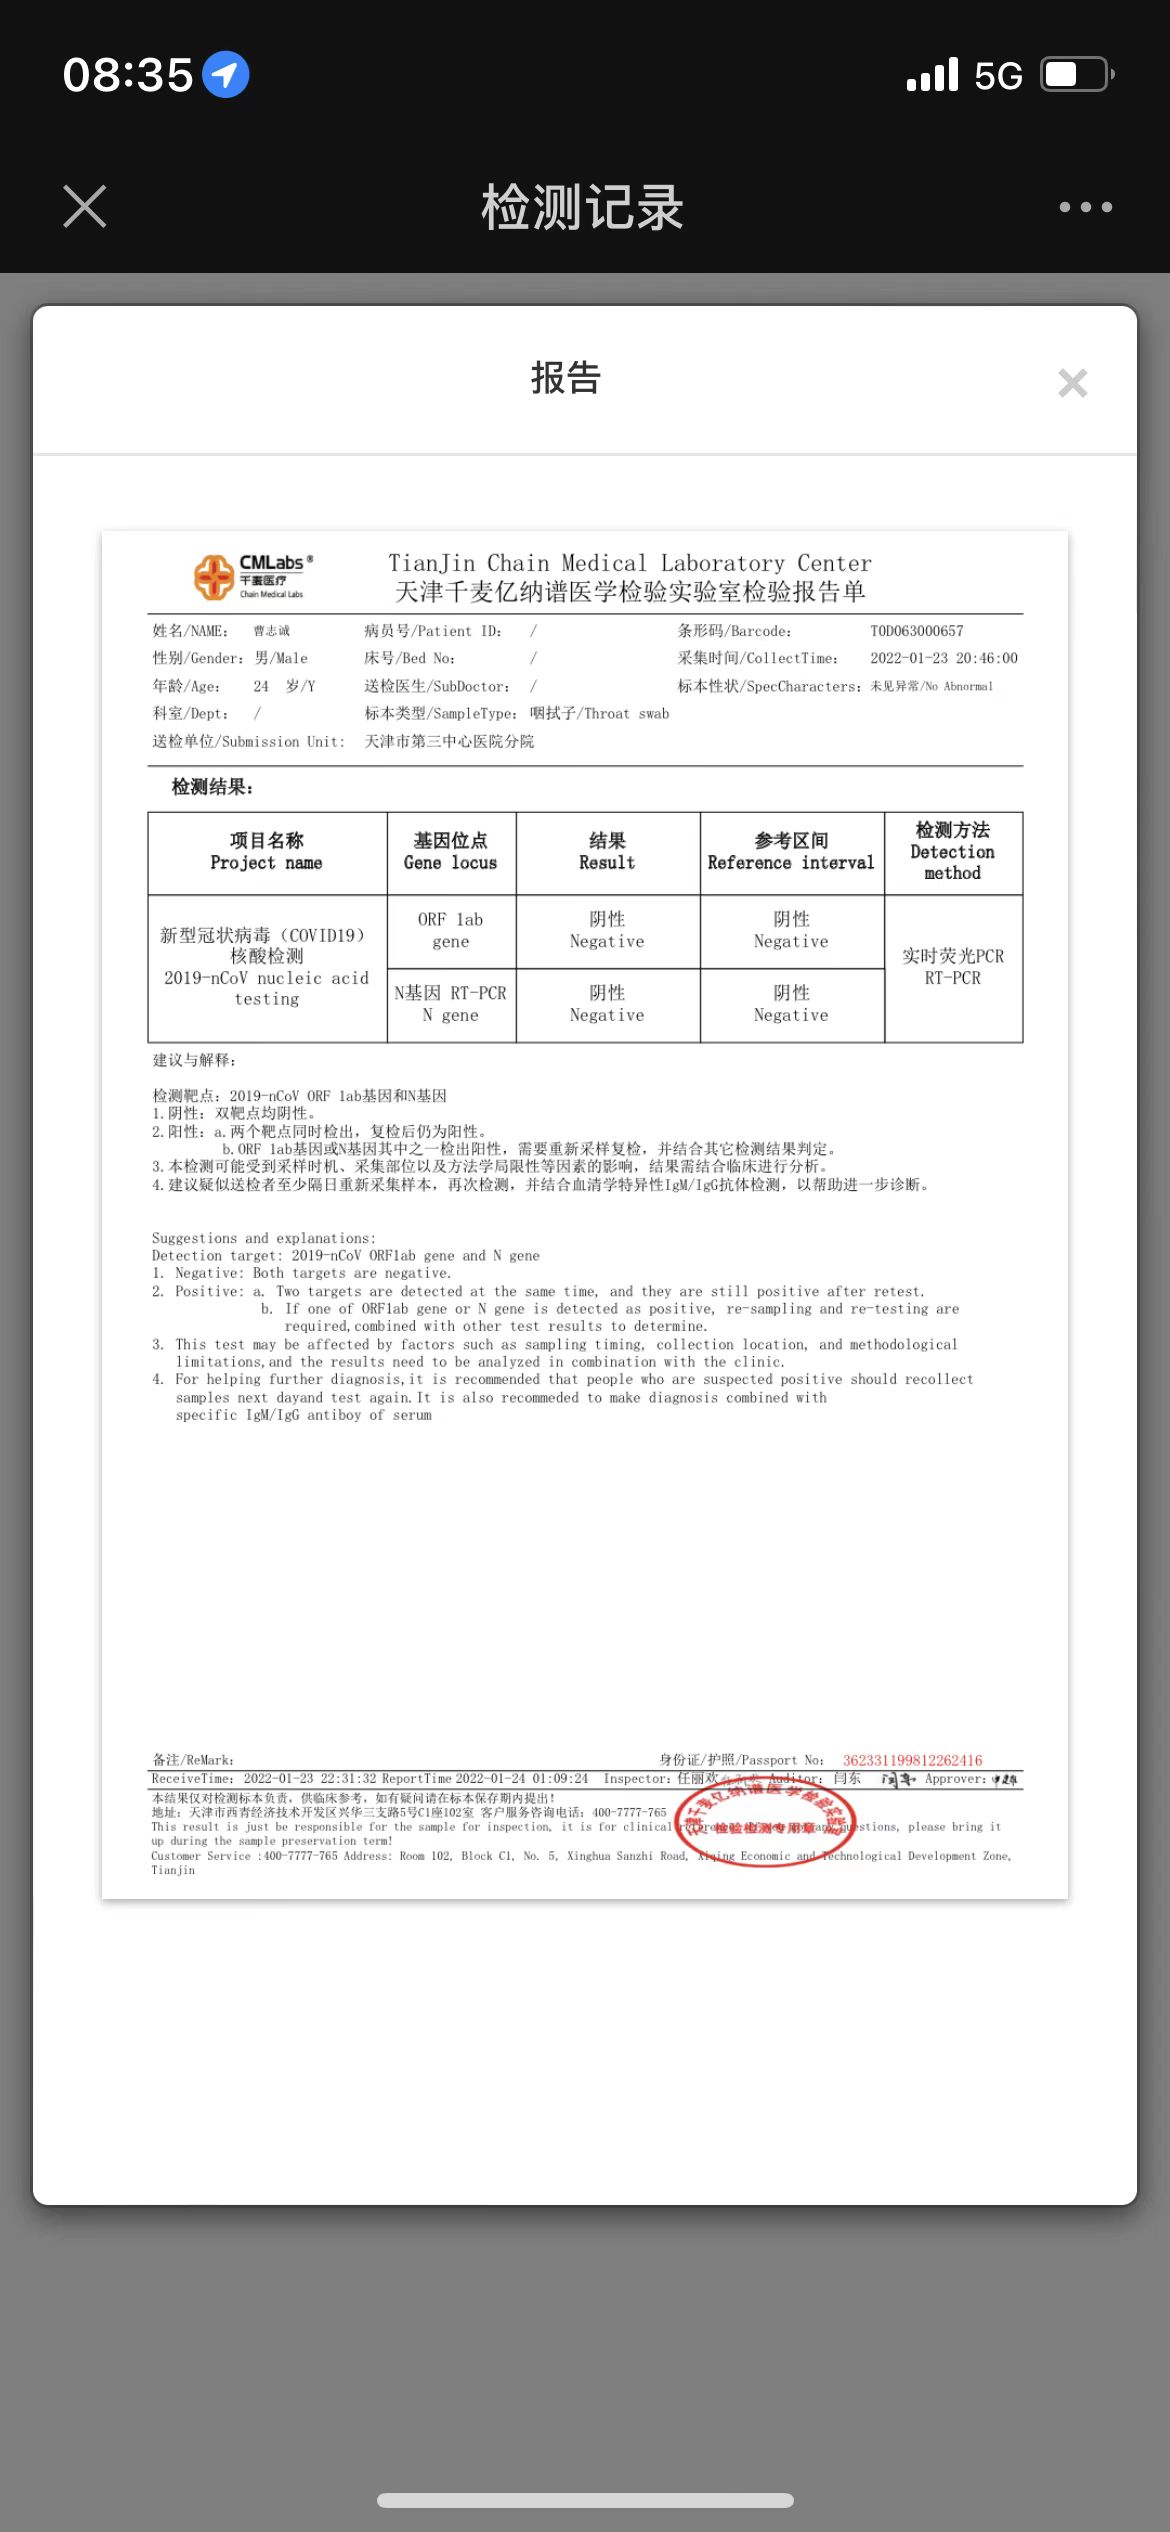 08:35
5G
检测记录
报告
CMLabs®
千麦医疗
Chain Medical Labs
TianJin Chain Medical Laboratory Center
天津千麦亿纳谱医学检验实验室检验报告单
姓名/NAME: 曹志诚 病员号/Patient ID: / 条形码/Barcode: T0D063000657
性别/Gender: 男/Male 床号/Bed No: / 采集时间/CollectTime: 2022-01-23 20:46:00
年龄/Age: 24 岁/Y 送检医生/SubDoctor: / 标本性状/SpecCharacters: 未见异常/No Abnormal
科室/Dept: / 标本类型/SampleType: 咽拭子/Throat swab
送检单位/Submission Unit: 天津市第三中心医院分院
检测结果:
项目名称
Project name
基因位点
Gene locus
结果
Result
参考区间
Reference interval
检测方法
Detection
method
新型冠状病毒（COVID19）
核酸检测
2019-nCoV nucleic acid
testing
ORF 1ab
gene
阴性
Negative
阴性
Negative
实时荧光PCR
RT-PCR
N基因 RT-PCR
N gene
阴性
Negative
阴性
Negative
建议与解释:
检测靶点: 2019-nCoV ORF 1ab基因和N基因
1.阴性: 双靶点均阴性。
2.阳性: a.两个靶点同时检出，复检后仍为阳性。
b.ORF 1ab基因或N基因其中之一检出阳性，需要重新采样复检，并结合其它检测结果判定。
3.本检测可能受到采样时机、采集部位以及方法学局限性等因素的影响，结果需结合临床进行分析。
4.建议疑似送检者至少隔日重新采集样本，再次检测，并结合血清学特异性IgM/IgG抗体检测，以帮助进一步诊断。
Suggestions and explanations:
Detection target: 2019-nCoV ORF1ab gene and N gene
1. Negative: Both targets are negative.
2. Positive: a. Two targets are detected at the same time, and they are still positive after retest.
b. If one of ORF1ab gene or N gene is detected as positive, re-sampling and re-testing are
required,combined with other test results to determine.
3. This test may be affected by factors such as sampling timing, collection location, and methodological
limitations,and the results need to be analyzed in combination with the clinic.
4. For helping further diagnosis,it is recommended that people who are suspected positive should recollect
samples next dayand test again.It is also recommeded to make diagnosis combined with
specific IgM/IgG antiboy of serum
备注/ReMark: 身份证/护照/Passport No: 362331199812262416
ReceiveTime: 2022-01-23 22:31:32 ReportTime 2022-01-24 01:09:24 Inspector: 任丽欢 Auditor: 闫东 Approver:
本结果仅对检测标本负责，供临床参考，如有疑问请在标本保存期内提出!
地址: 天津市西青经济技术开发区兴华三支路5号C1座102室 客户服务咨询电话: 400-7777-765
This result is just be responsible for the sample for inspection, it is for clinical questions, please bring it
up during the sample preservation term!
Customer Service :400-7777-765 Address: Room 102, Block C1, No. 5, Xinghua Sanzhi Road, Xiqing Economic and Technological Development Zone,
Tianjin
天津千麦亿纳谱医学检验实验室
检验检测专用章